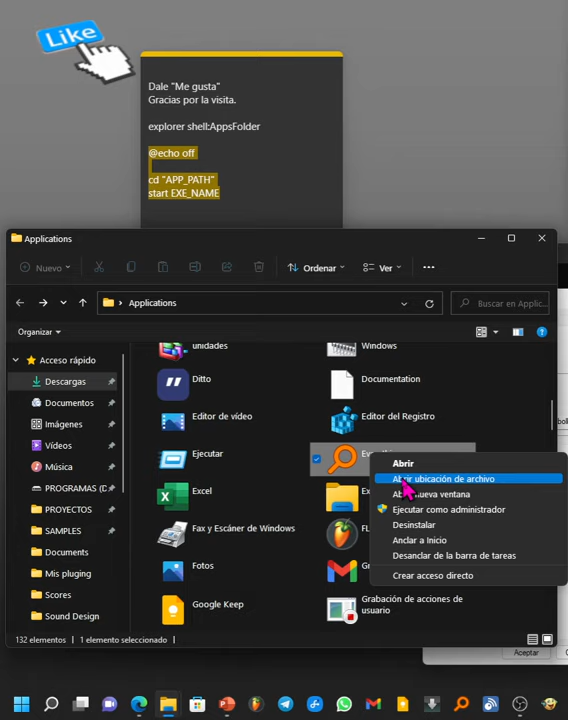 Like
Dale "Me gusta"
Gracias por la visita.
explorer shell:AppsFolder
@echo off
cd "APP_PATH"
start EXE_NAME
Applications
Nuevo
Ordenar
Ver
Applications
Buscar en Applic...
Organizar
Acceso rápido
Descargas
Documentos
Imágenes
Vídeos
Música
PROGRAMAS (D:
PROYECTOS
SAMPLES
Documents
Mis pluging
Scores
Sound Design
unidades
Windows
Ditto
Documentation
Editor de vídeo
Editor del Registro
Ejecutar
Excel
Fax y Escáner de Windows
Fotos
Google Keep
Grabación de acciones de
usuario
Abrir
Abrir ubicación de archivo
nueva ventana
Ejecutar como administrador
Desinstalar
Anclar a Inicio
Desanclar de la barra de tareas
Crear acceso directo
132 elementos
1 elemento seleccionado
Aceptar